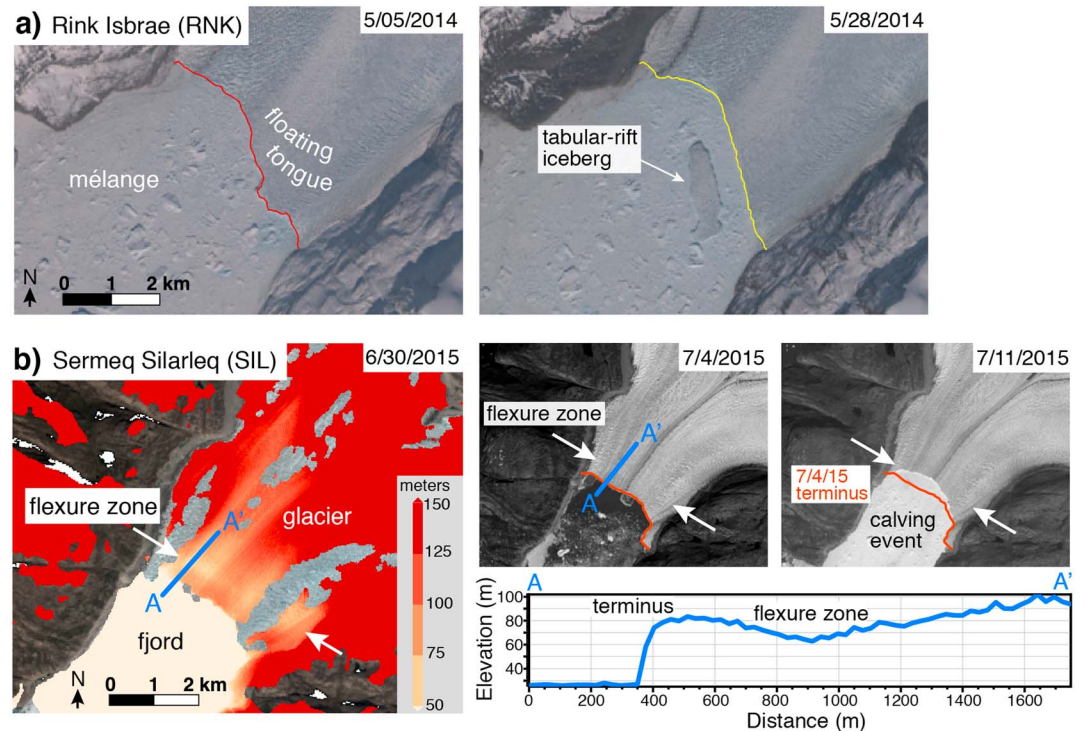 a) Rink Isbrae (RNK)
5/05/2014
5/28/2014
floating
tongue
mélange
tabular-rift
iceberg
N
0 1 2 km
b) Sermeq Silarleq (SIL)
6/30/2015
7/4/2015
7/11/2015
flexure zone
glacier
A'
A
fjord
N
0 1 2 km
meters
150
125
100
75
50
flexure zone
A'
A
7/4/15
terminus
calving
event
A
A'
Elevation (m)
100
80
60
40
terminus
flexure zone
0 200 400 600 800 1000 1200 1400 1600
Distance (m)